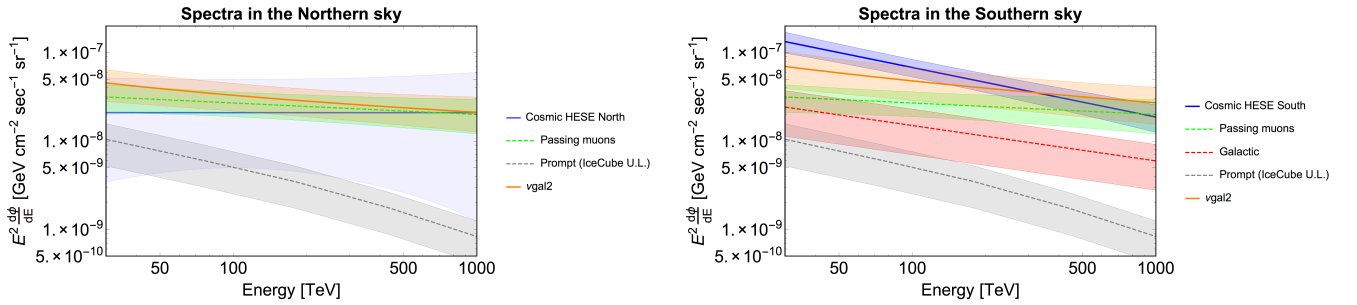 Spectra in the Northern sky
E² dϕ/dE [GeV cm⁻² sec⁻¹ sr⁻¹]
1. × 10⁻⁷
5. × 10⁻⁸
1. × 10⁻⁸
5. × 10⁻⁹
1. × 10⁻⁹
5. × 10⁻¹⁰
50 100 500 1000
Energy [TeV]
Cosmic HESE North
Passing muons
Prompt (IceCube U.L.)
νgal2
Spectra in the Southern sky
E² dϕ/dE [GeV cm⁻² sec⁻¹ sr⁻¹]
1. × 10⁻⁷
5. × 10⁻⁸
1. × 10⁻⁸
5. × 10⁻⁹
1. × 10⁻⁹
5. × 10⁻¹⁰
50 100 500 1000
Energy [TeV]
Cosmic HESE South
Passing muons
Galactic
Prompt (IceCube U.L.)
νgal2